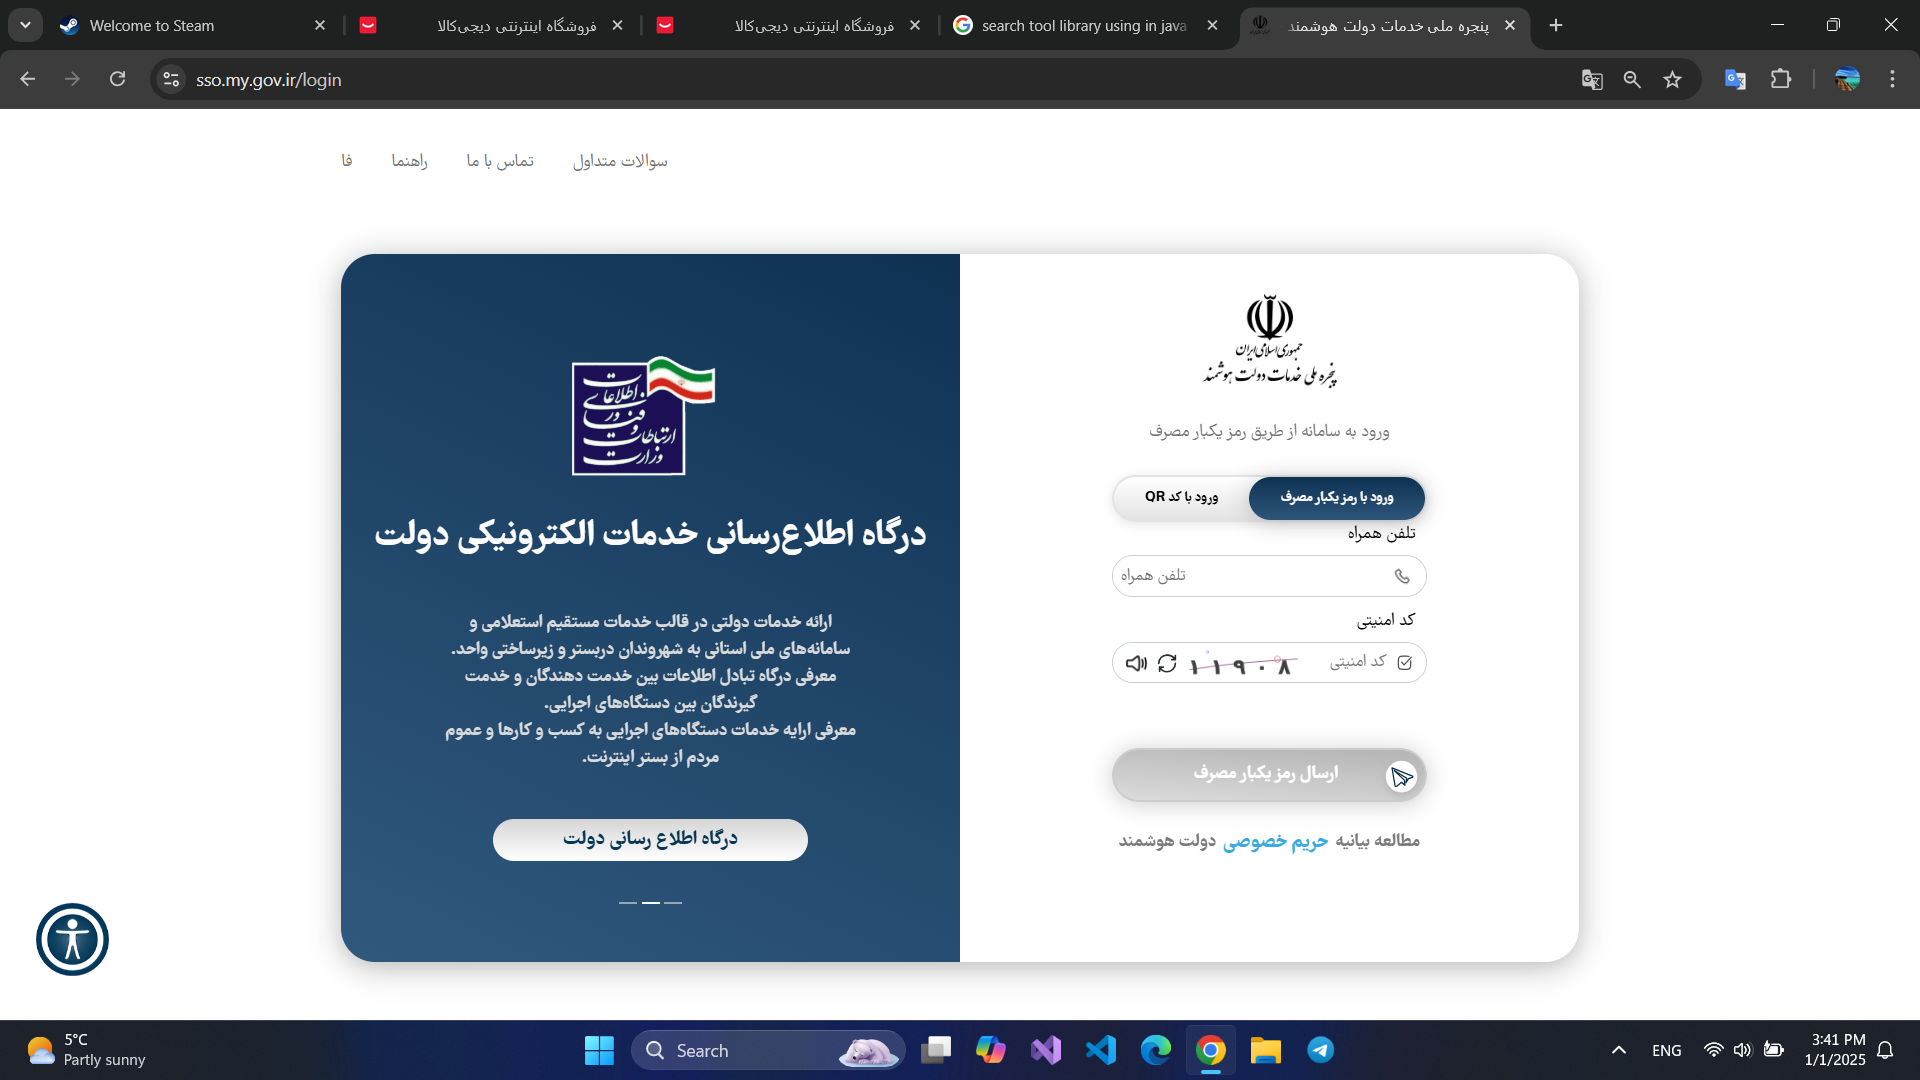 Welcome to Steam
فروشگاه اینترنتی دیجی‌کالا
فروشگاه اینترنتی دیجی‌کالا
search tool library using in java
پنجره ملی خدمات دولت هوشمند
sso.my.gov.ir/login
سوالات متداول
تماس با ما
راهنما
فا
جمهوری اسلامی ایران
پنجره ملی خدمات دولت هوشمند
ورود به سامانه از طریق رمز یکبار مصرف
ورود با رمز یکبار مصرف
ورود با کد QR
تلفن همراه
تلفن همراه
کد امنیتی
کد امنیتی
۱۱۹۰۸
ارسال رمز یکبار مصرف
مطالعه بیانیه حریم خصوصی دولت هوشمند
وزارت ارتباطات و فناوری اطلاعات
درگاه اطلاع‌رسانی خدمات الکترونیکی دولت
ارائه خدمات دولتی در قالب خدمات مستقیم استعلامی و
سامانه‌های ملی استانی به شهروندان دربستر و زیرساختی واحد.
معرفی درگاه تبادل اطلاعات بین خدمت دهندگان و خدمت
گیرندگان بین دستگاه‌های اجرایی.
معرفی ارایه خدمات دستگاه‌های اجرایی به کسب و کارها و عموم
مردم از بستر اینترنت.
درگاه اطلاع رسانی دولت
5°C
Partly sunny
Search
ENG
3:41 PM
1/1/2025